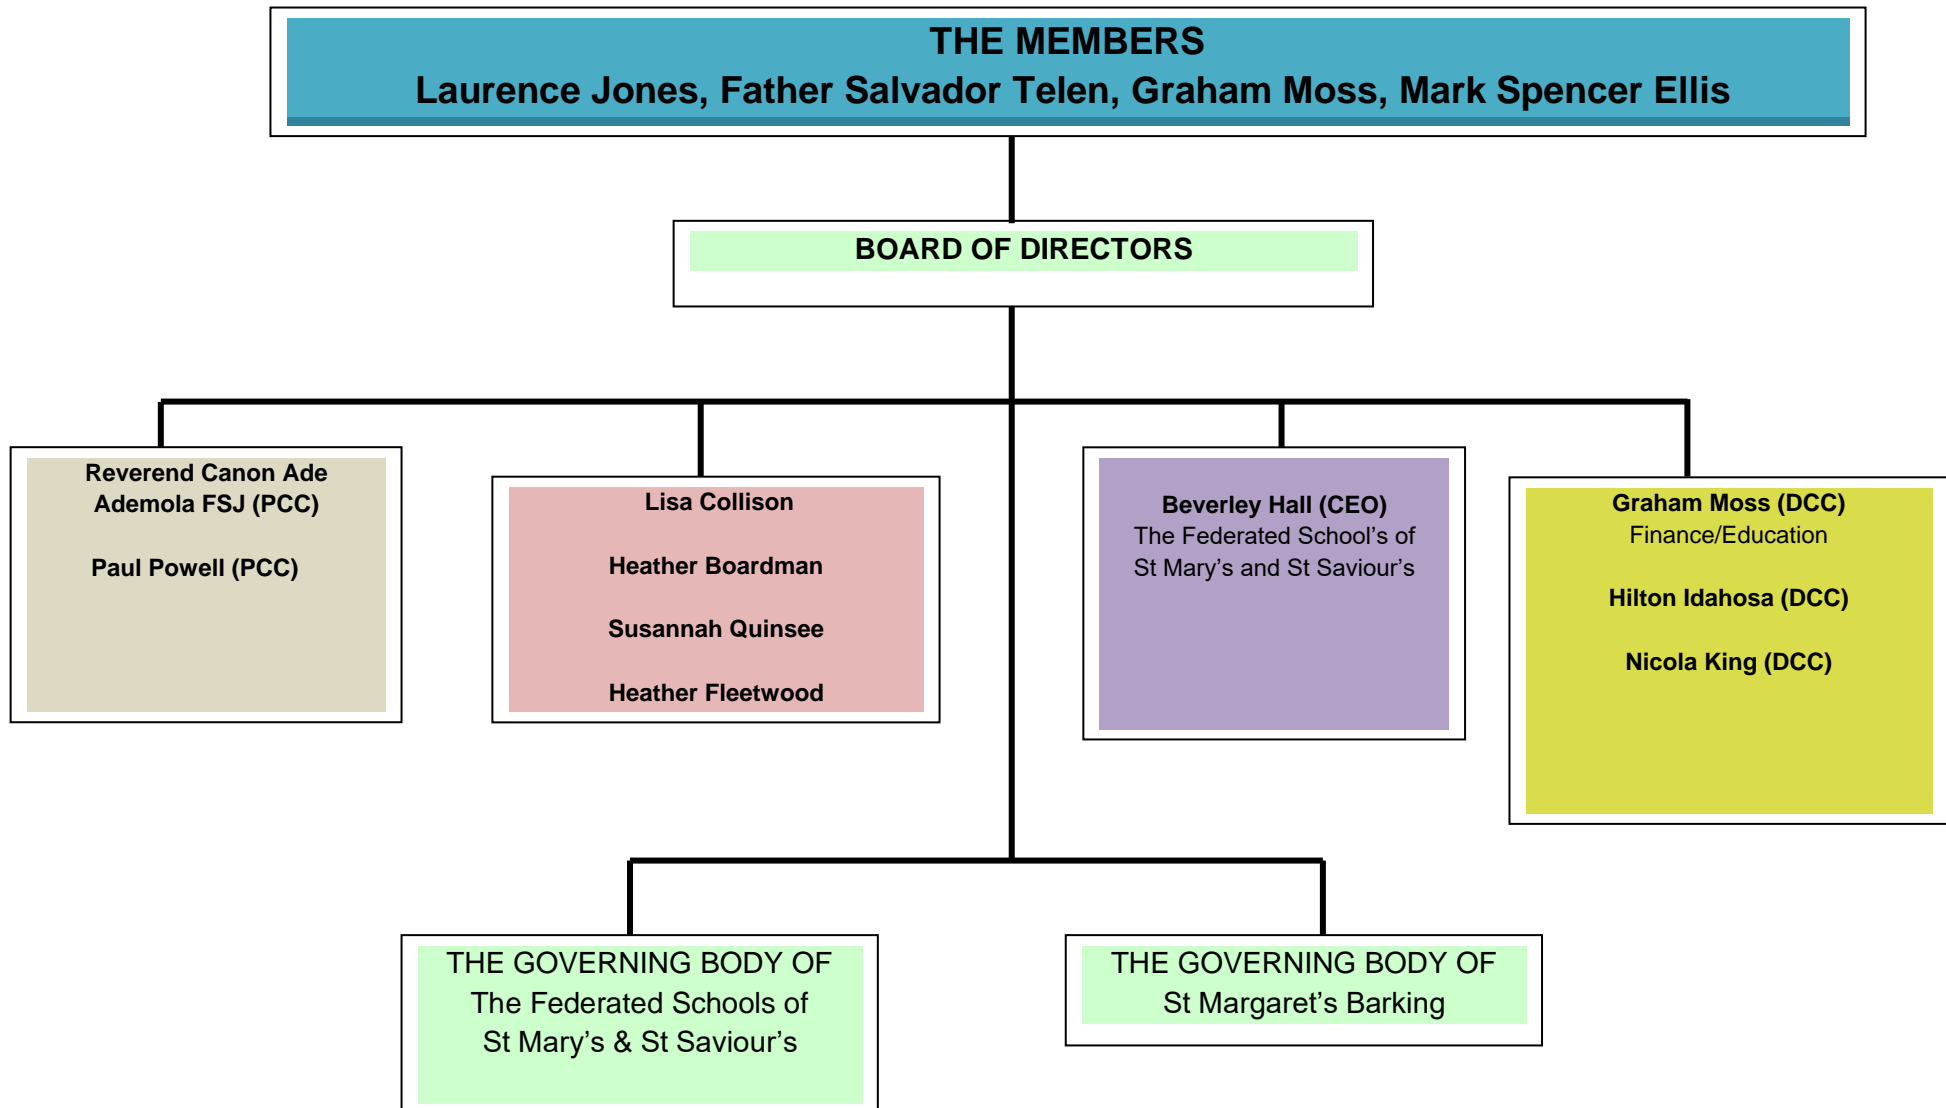 THE MEMBERS
Laurence Jones, Father Salvador Telen, Graham Moss, Mark Spencer Ellis
BOARD OF DIRECTORS
Reverend Canon Ade
Ademola FSJ (PCC)
Paul Powell (PCC)
Lisa Collison
Heather Boardman
Susannah Quinsee
Heather Fleetwood
Beverley Hall (CEO)
The Federated School’s of
St Mary’s and St Saviour’s
Graham Moss (DCC)
Finance/Education
Hilton Idahosa (DCC)
Nicola King (DCC)
THE GOVERNING BODY OF
The Federated Schools of
St Mary’s & St Saviour’s
THE GOVERNING BODY OF
St Margaret’s Barking